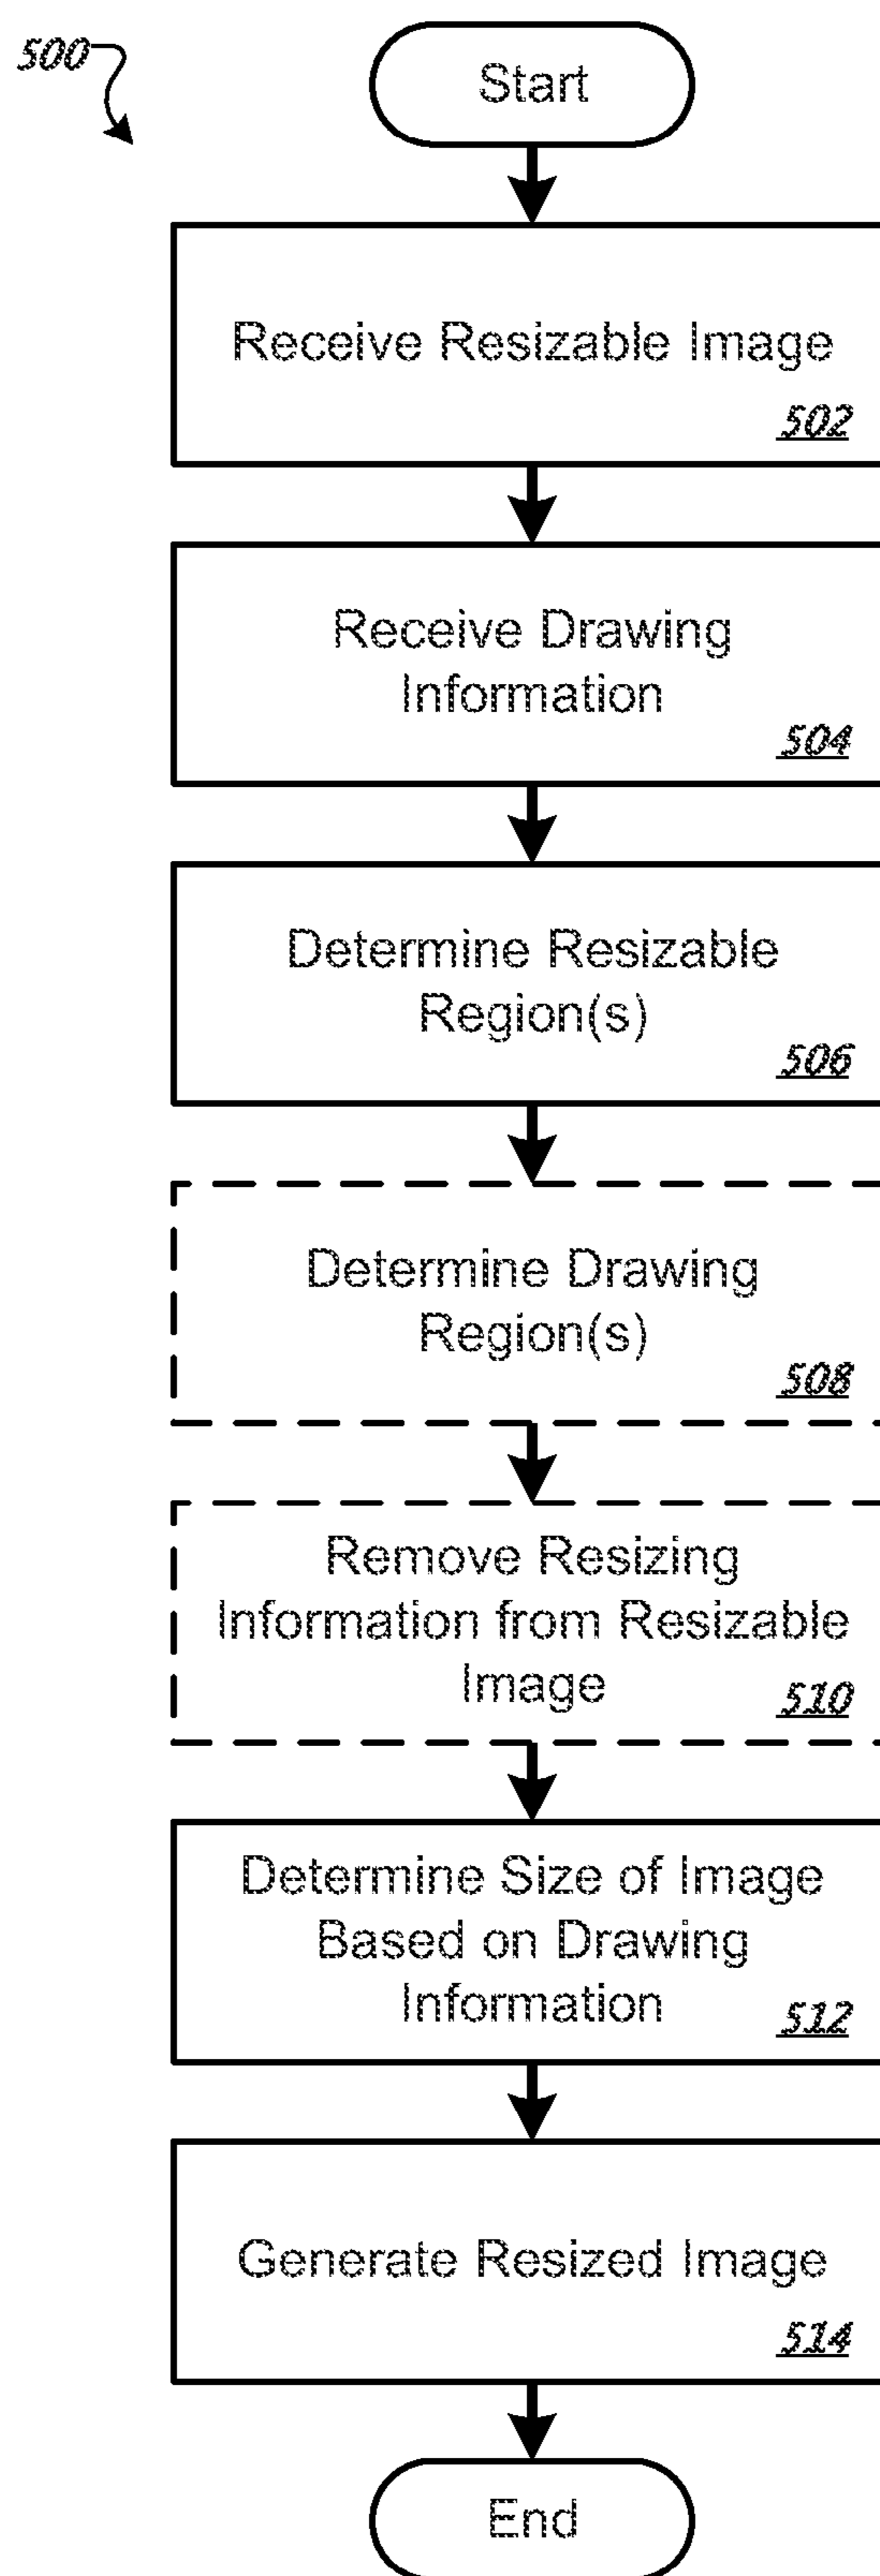 500
Start
Receive Resizable Image
502
Receive Drawing
Information
504
Determine Resizable
Region(s)
506
Determine Drawing
Region(s)
508
Remove Resizing
Information from Resizable
Image
510
Determine Size of Image
Based on Drawing
Information
512
Generate Resized Image
514
End